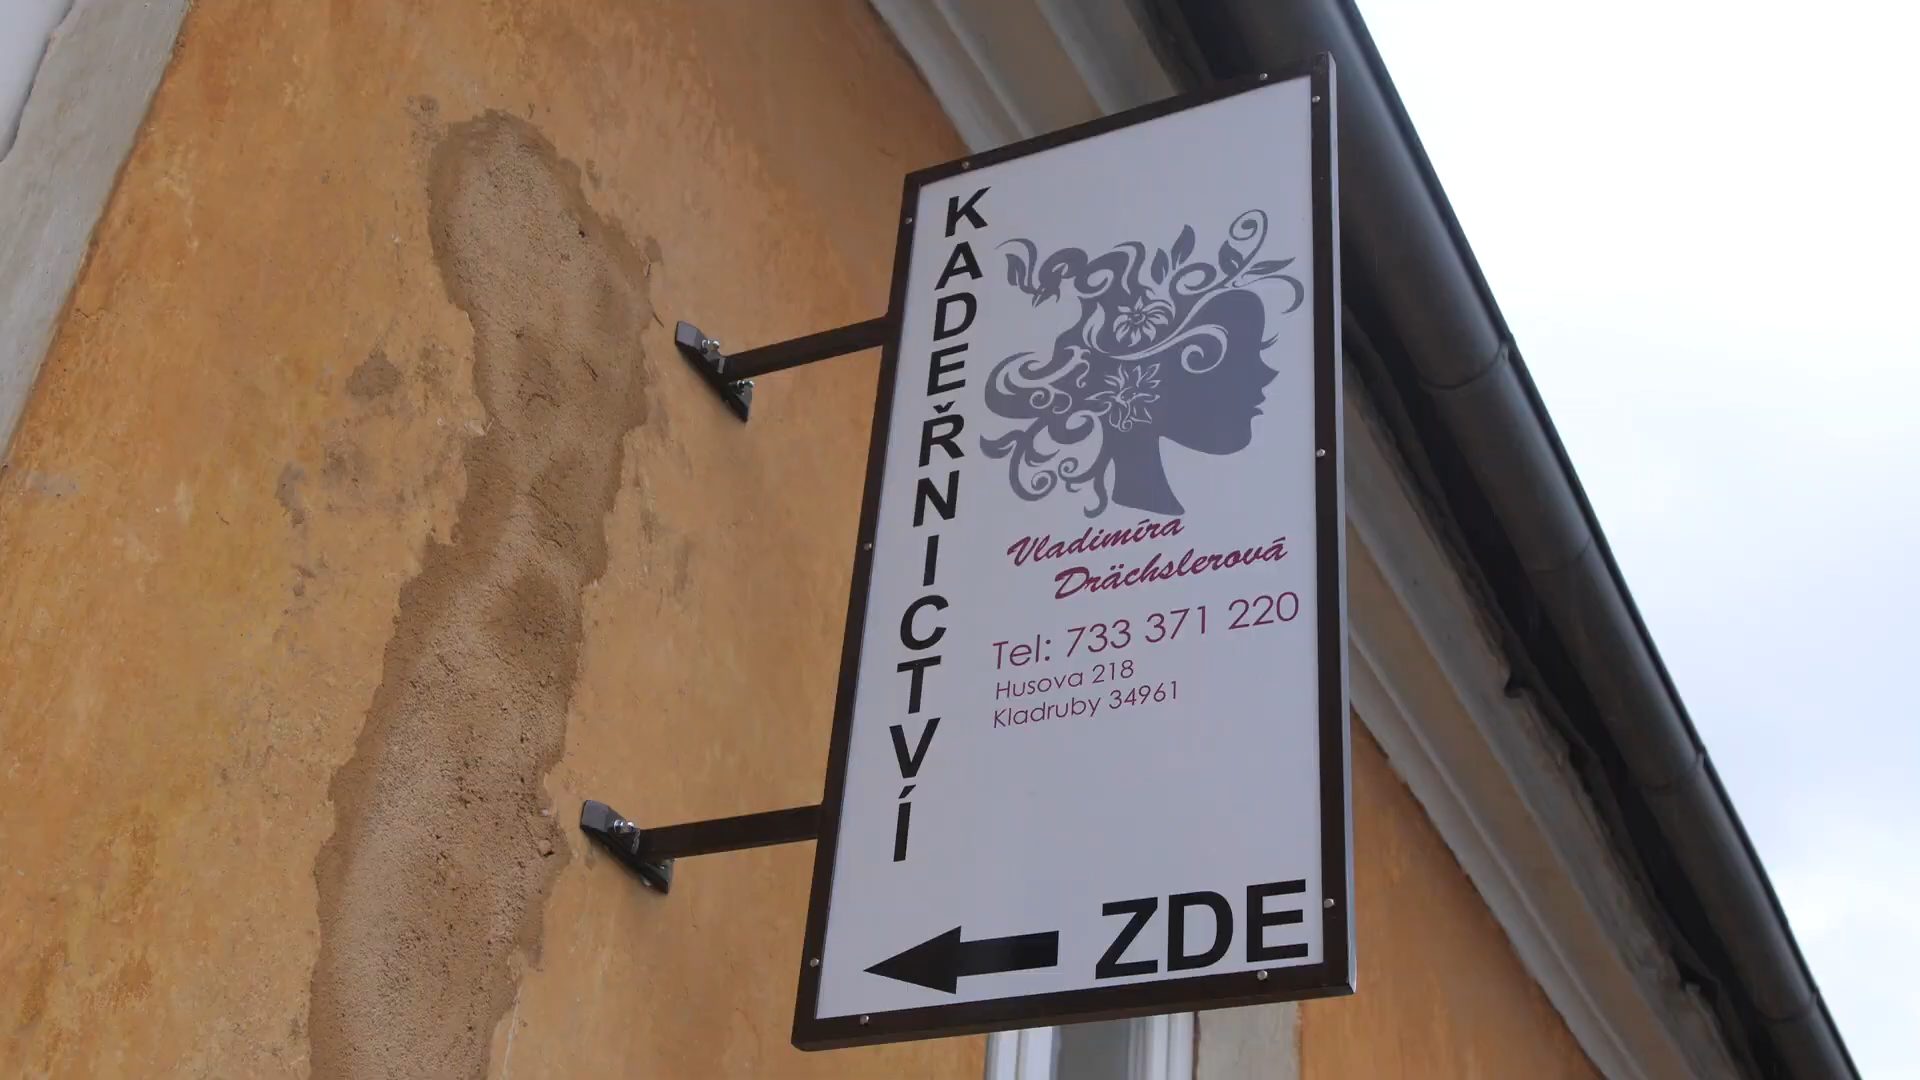 KADEŘNICTVÍ
Vladimíra
Drächslerová
Tel: 733 371 220
Husova 218
Kladruby 34961
ZDE